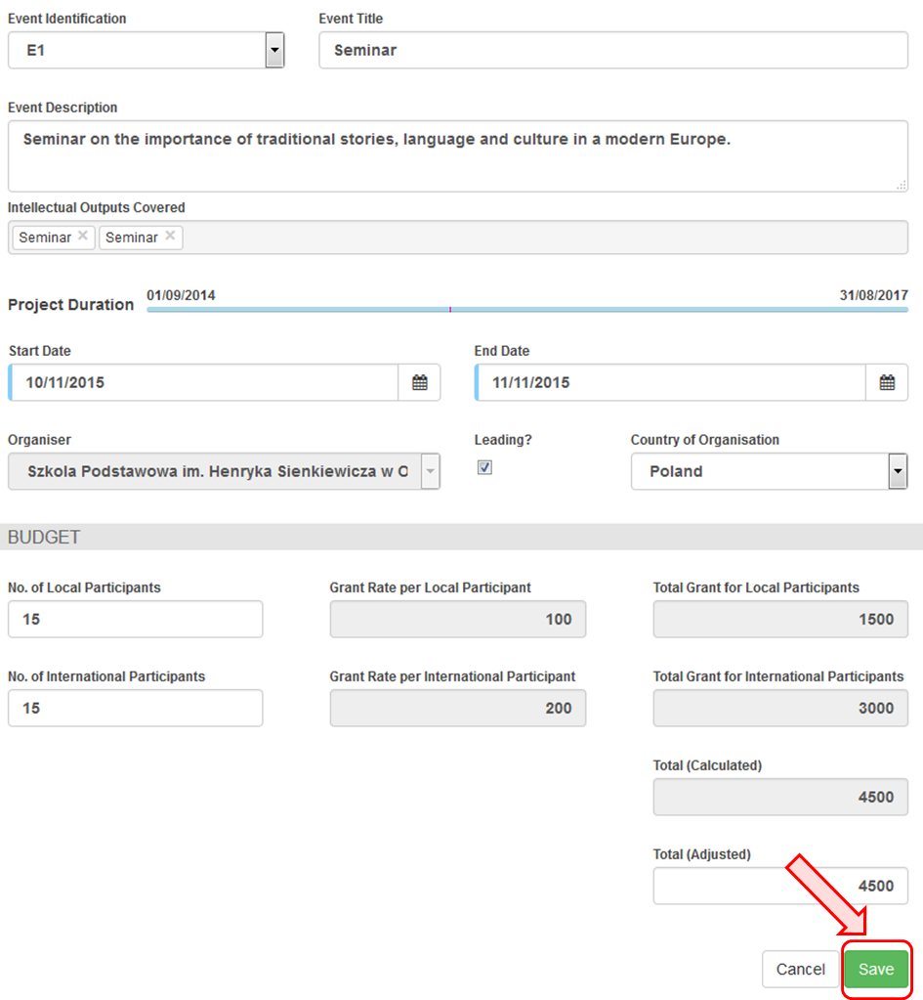 Event Identification Event Title
E1 Seminar
Event Description
Seminar on the importance of traditional stories, language and culture in a modern Europe.
Intellectual Outputs Covered
Seminar × Seminar ×
Project Duration 01/09/2014 31/08/2017
Start Date End Date
10/11/2015 11/11/2015
Organiser Leading? Country of Organisation
Szkola Podstawowa im. Henryka Sienkiewicza w O Poland
BUDGET
No. of Local Participants Grant Rate per Local Participant Total Grant for Local Participants
15 100 1500
No. of International Participants Grant Rate per International Participant Total Grant for International Participants
15 200 3000
Total (Calculated)
4500
Total (Adjusted)
4500
Cancel Save